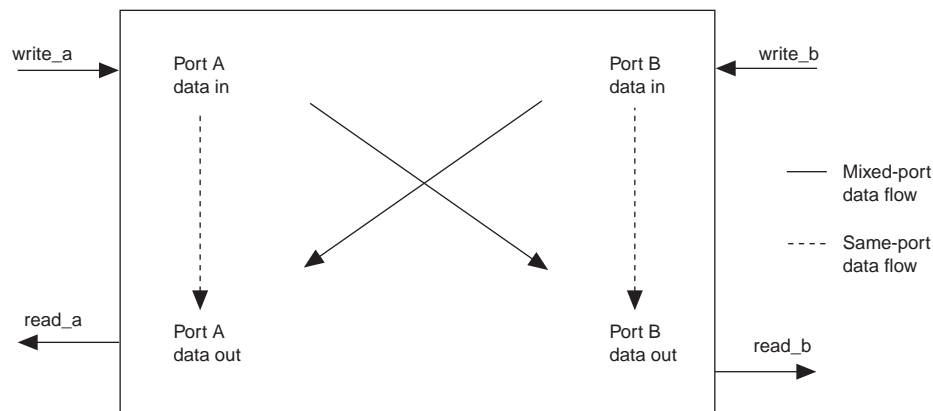 write_a
Port A
data in
Port B
data in
write_b
Mixed-port
data flow
Same-port
data flow
read_a
Port A
data out
Port B
data out
read_b